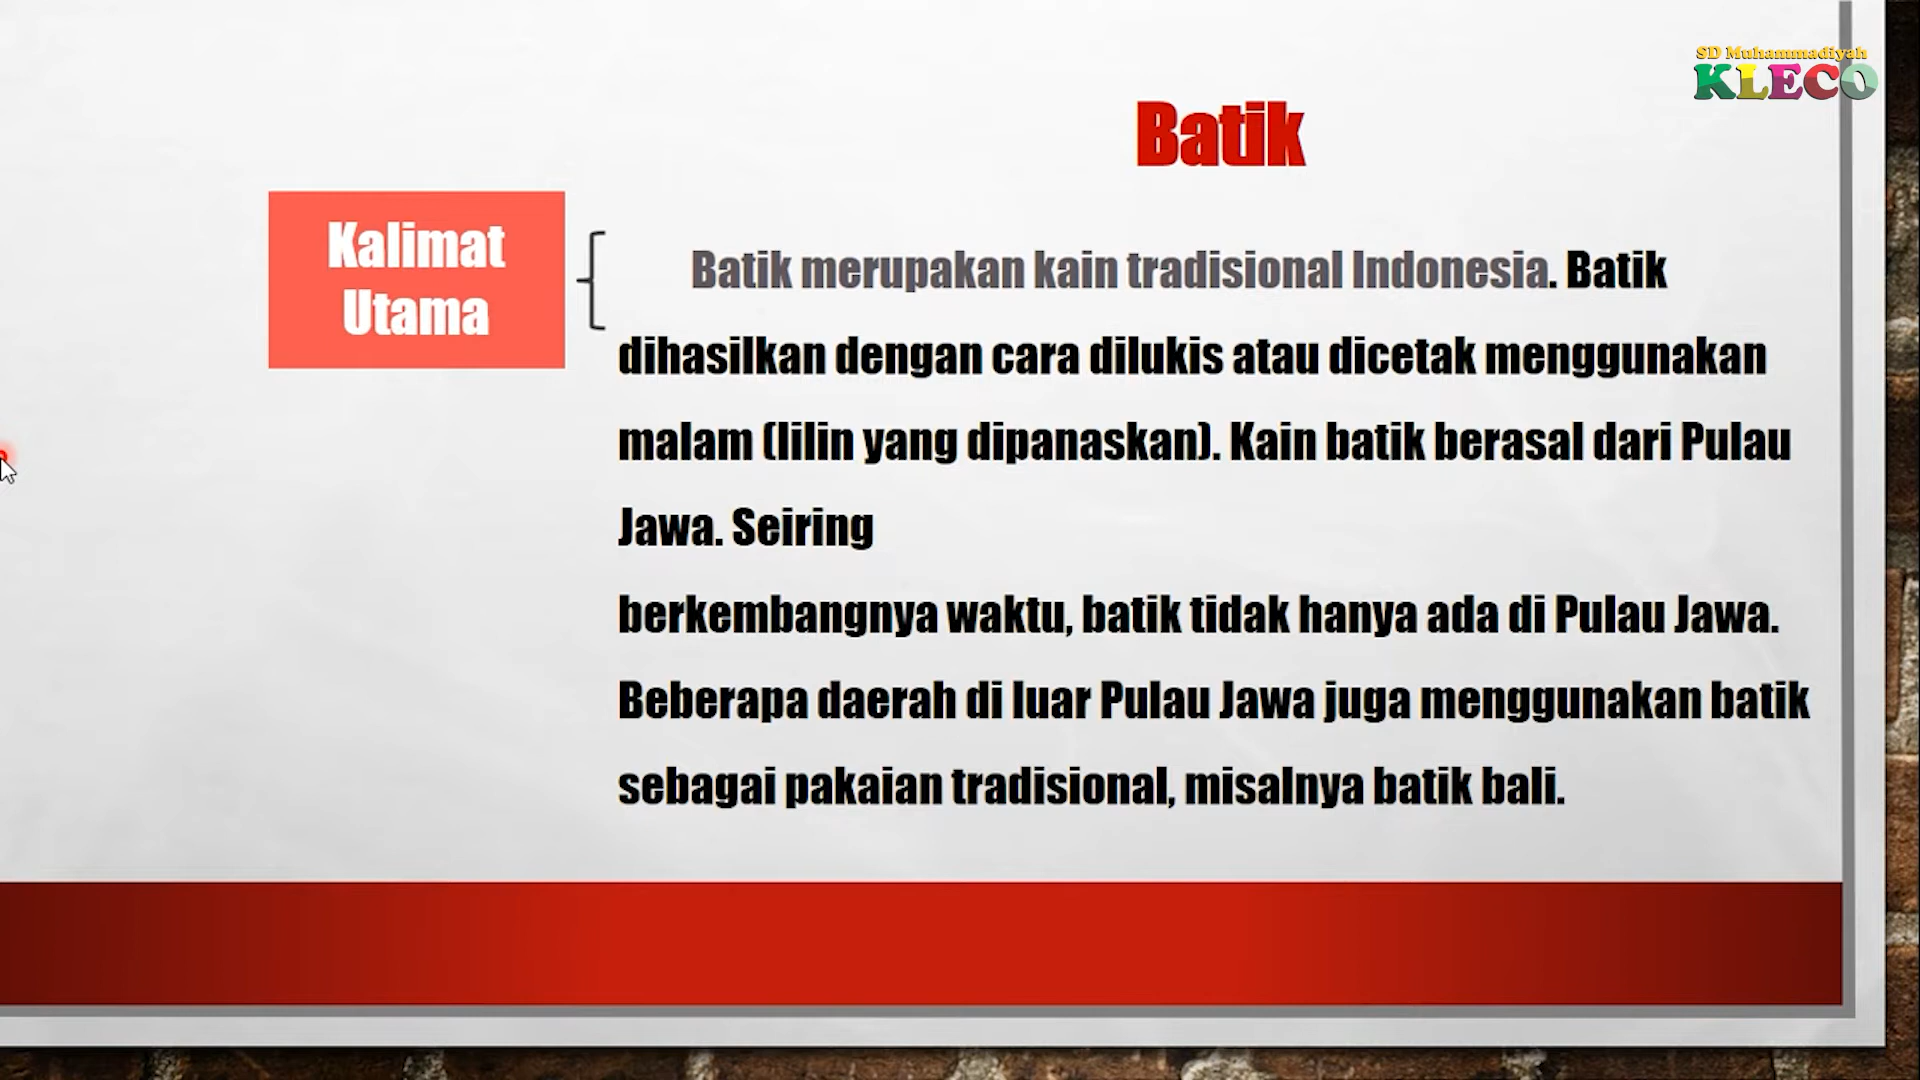 SD Muhammadiyah
KLECO
Batik
Kalimat
Utama
Batik merupakan kain tradisional Indonesia. Batik
dihasilkan dengan cara dilukis atau dicetak menggunakan
malam (lilin yang dipanaskan). Kain batik berasal dari Pulau
Jawa. Seiring
berkembangnya waktu, batik tidak hanya ada di Pulau Jawa.
Beberapa daerah di luar Pulau Jawa juga menggunakan batik
sebagai pakaian tradisional, misalnya batik bali.